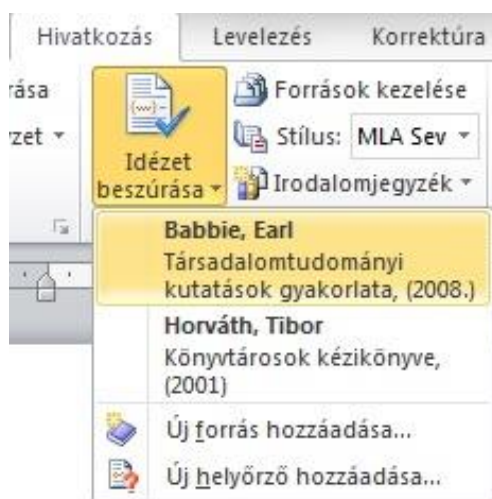 Hivatkozás Levelezés Korrektúra
rása Források kezelése
zet Stílus: MLA Sev
Idézet
beszúrása Irodalomjegyzék
Babbie, Earl
Társadalomtudományi
kutatások gyakorlata, (2008.)
Horváth, Tibor
Könyvtárosok kézikönyve,
(2001)
Új forrás hozzáadása...
Új helyőrző hozzáadása...